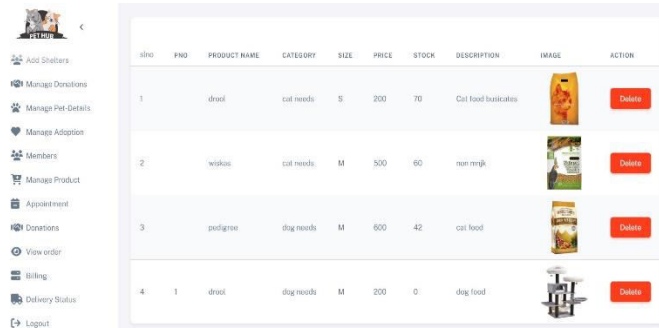 PET HUB
Add Shelters
Manage Donations
Manage Pet-Details
Manage Adoption
Members
Manage Product
Appointment
Donations
View order
Billing
Delivery Status
Logout
slno PNO PRODUCT NAME CATEGORY SIZE PRICE STOCK DESCRIPTION IMAGE ACTION
1 drool cat needs S 200 70 Cat food busicates Delete
2 wiskas cat needs M 500 60 non mnjk Delete
3 pedigree dog needs M 600 42 cat food Delete
4 1 drool dog needs M 200 0 dog food Delete